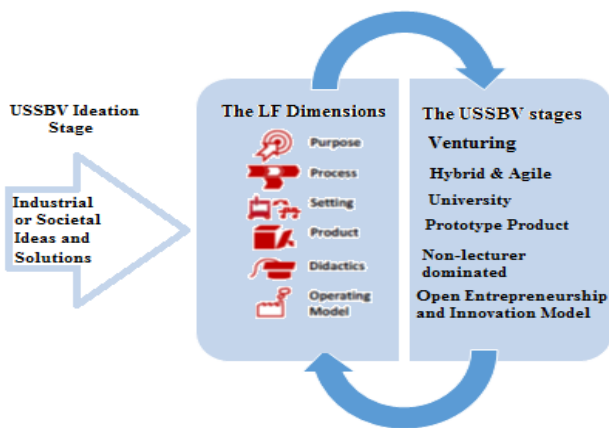 USSBV Ideation
Stage
Industrial
or Societal
Ideas and
Solutions
The LF Dimensions
Purpose
Process
Setting
Product
Didactics
Operating
Model
The USSBV stages
Venturing
Hybrid & Agile
University
Prototype Product
Non-lecturer
dominated
Open Entrepreneurship
and Innovation Model